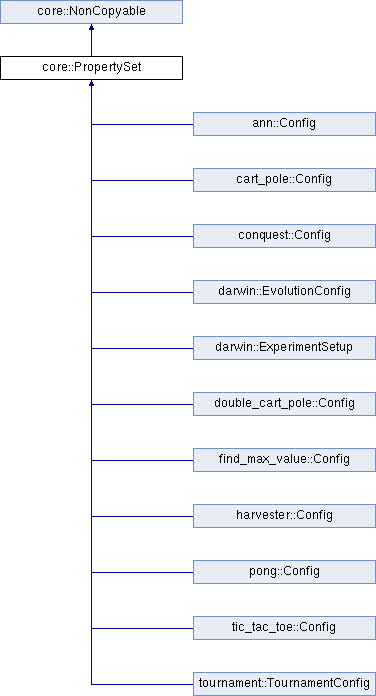 core::NonCopyable
core::PropertySet
ann::Config
cart_pole::Config
conquest::Config
darwin::EvolutionConfig
darwin::ExperimentSetup
double_cart_pole::Config
find_max_value::Config
harvester::Config
pong::Config
tic_tac_toe::Config
tournament::TournamentConfig